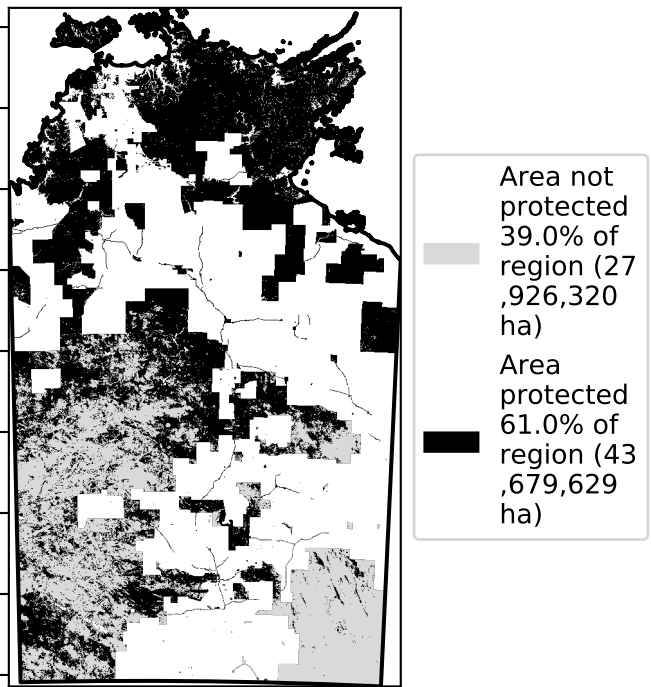 Area not
protected
39.0% of
region (27
,926,320
ha)
Area
protected
61.0% of
region (43
,679,629
ha)